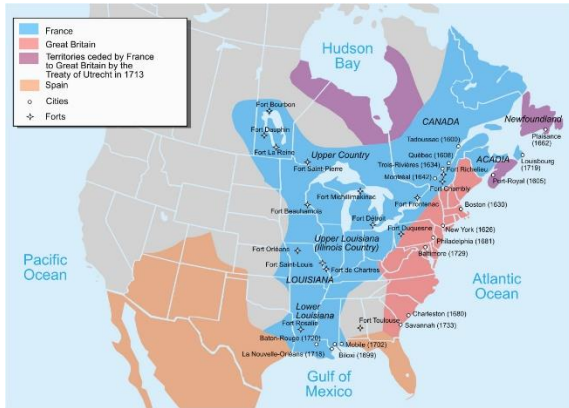 France
Great Britain
Territories ceded by France
to Great Britain by the
Treaty of Utrecht in 1713
Spain
Cities
Forts
Hudson
Bay
Fort Bourbon
Fort Dauphin
Fort La Reine
Fort Saint-Pierre
Upper Country
CANADA
Newfoundland
Plaisance
(1662)
Tadoussac (1600)
Québec (1608)
Trois-Rivières (1634)
Fort Richelieu
Montréal (1642)
ACADIA
Louisbourg
(1719)
Port-Royal (1605)
Fort Chambly
Fort Michilimakinac
Fort Frontenac
Fort Beauharnois
Fort Detroit
Boston (1630)
Fort Duquesne
New York (1626)
Philadelphia (1681)
Baltimore (1729)
Upper Louisiana
(Illinois Country)
Fort Orléans
Fort Saint-Louis
Fort de Chartres
LOUISIANA
Pacific
Ocean
Atlantic
Ocean
Lower
Louisiana
Fort Rosalie
Fort Toulouse
Charleston (1680)
Savannah (1733)
Baton-Rouge (1720)
Mobile (1702)
La Nouvelle-Orléans (1718)
Biloxi (1699)
Gulf of
Mexico